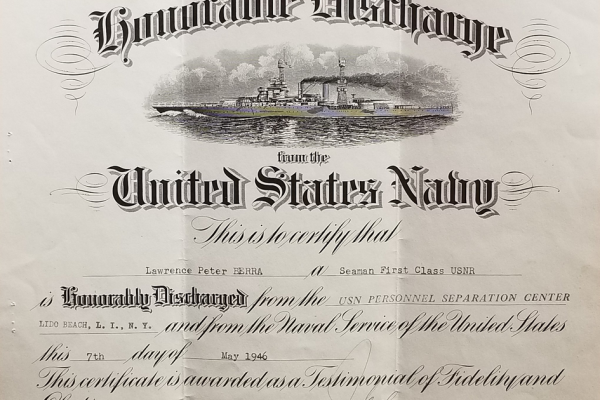 Honorable Discharge
from the
United States Navy
This is to certify that
Lawrence Peter BERRA a Seaman First Class USNR
is Honorably Discharged from the USN PERSONNEL SEPARATION CENTER
LIDO BEACH, L. I., N. Y. and from the Naval Service of the United States
this 7th day of May 1946
This certificate is awarded as a Testimonial of Fidelity and